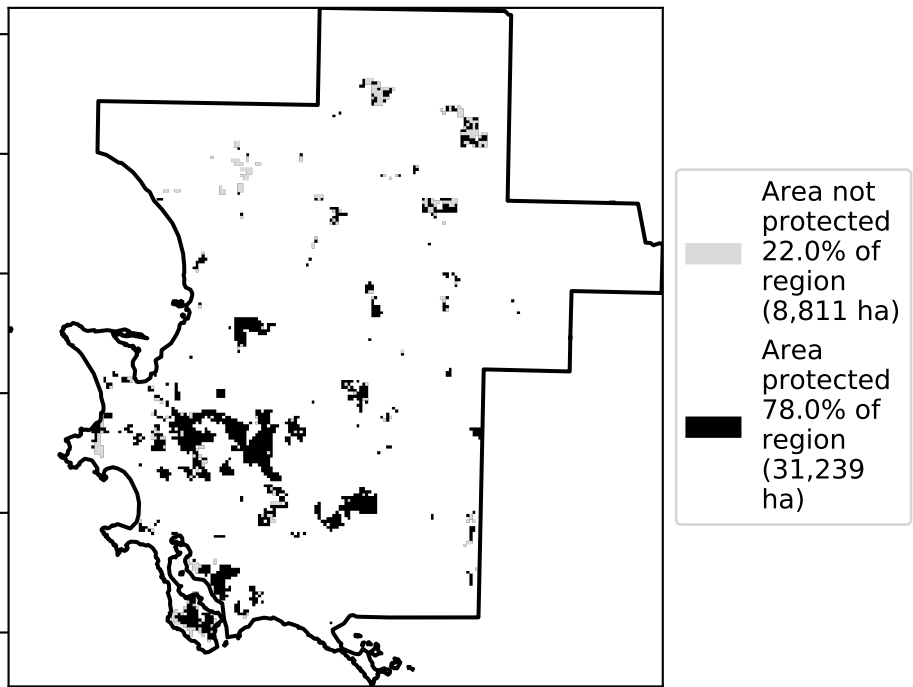 Area not
protected
22.0% of
region
(8,811 ha)
Area
protected
78.0% of
region
(31,239
ha)